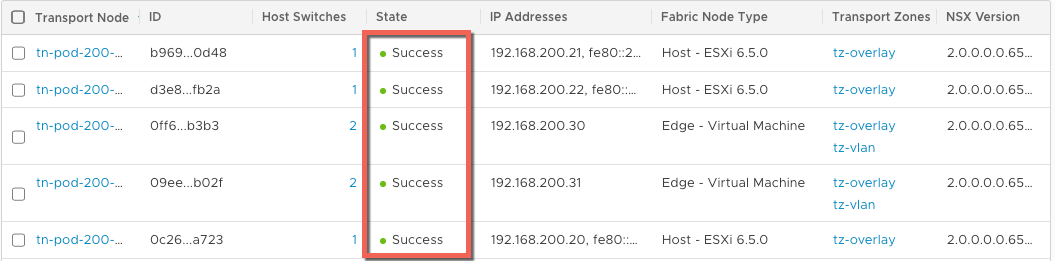 Transport Node ID Host Switches State IP Addresses Fabric Node Type Transport Zones NSX Version
tn-pod-200-... b969...0d48 1 Success 192.168.200.21, fe80::2... Host - ESXi 6.5.0 tz-overlay 2.0.0.0.0.65...
tn-pod-200-... d3e8...fb2a 1 Success 192.168.200.22, fe80::... Host - ESXi 6.5.0 tz-overlay 2.0.0.0.0.65...
tn-pod-200-... 0ff6...b3b3 2 Success 192.168.200.30 Edge - Virtual Machine tz-overlay 2.0.0.0.0.65...
tz-vlan
tn-pod-200-... 09ee...b02f 2 Success 192.168.200.31 Edge - Virtual Machine tz-overlay 2.0.0.0.0.65...
tz-vlan
tn-pod-200-... 0c26...a723 1 Success 192.168.200.20, fe80::... Host - ESXi 6.5.0 tz-overlay 2.0.0.0.0.65...